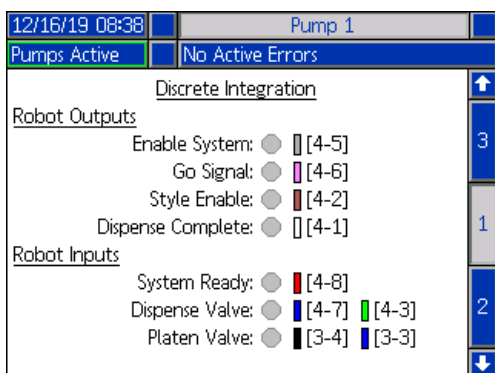 12/16/19 08:38 Pump 1
Pumps Active No Active Errors
Discrete Integration
Robot Outputs
Enable System: [4-5]
3
Go Signal: [4-6]
Style Enable: [4-2]
Dispense Complete: [4-1]
1
Robot Inputs
System Ready: [4-8]
Dispense Valve: [4-7] [4-3]
2
Platen Valve: [3-4] [3-3]